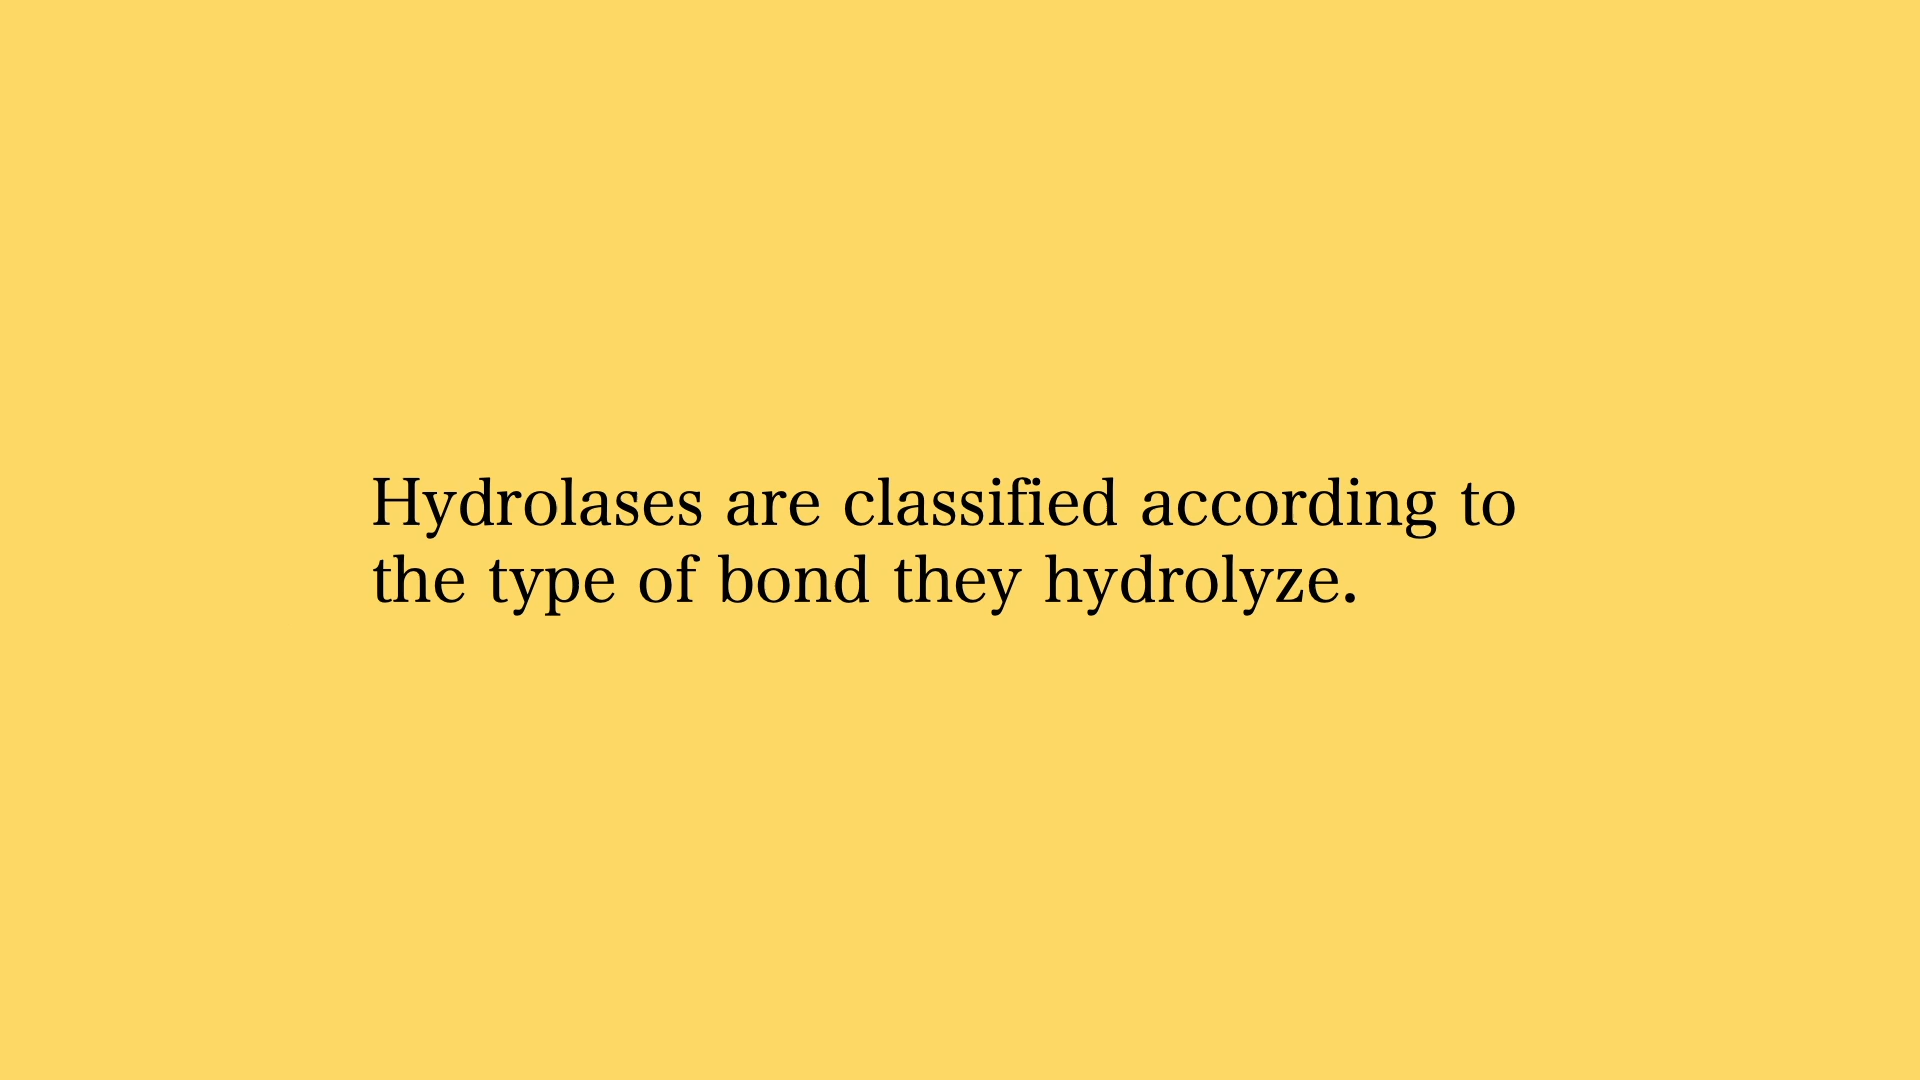 Hydrolases are classified according to
the type of bond they hydrolyze.